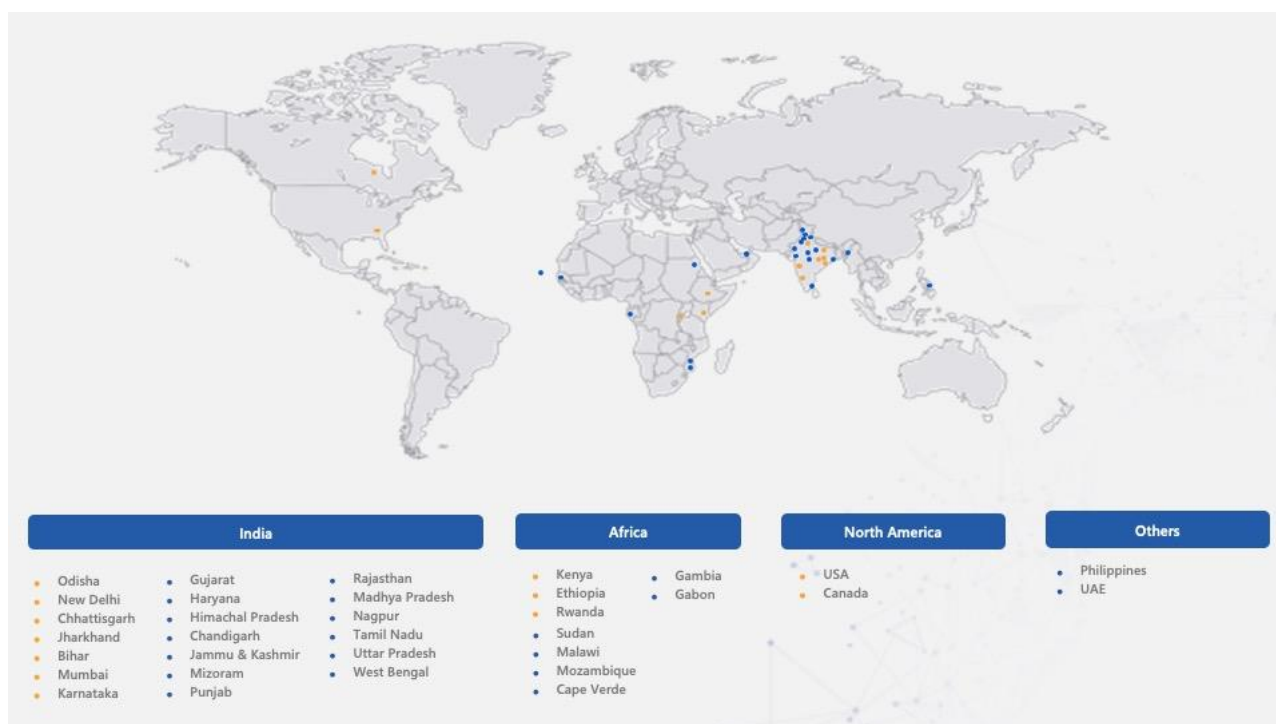 India
Odisha
New Delhi
Chhattisgarh
Jharkhand
Bihar
Mumbai
Karnataka
Gujarat
Haryana
Himachal Pradesh
Chandigarh
Jammu & Kashmir
Mizoram
Punjab
Rajasthan
Madhya Pradesh
Nagpur
Tamil Nadu
Uttar Pradesh
West Bengal
Africa
Kenya
Ethiopia
Rwanda
Sudan
Malawi
Mozambique
Cape Verde
Gambia
Gabon
North America
USA
Canada
Others
Philippines
UAE